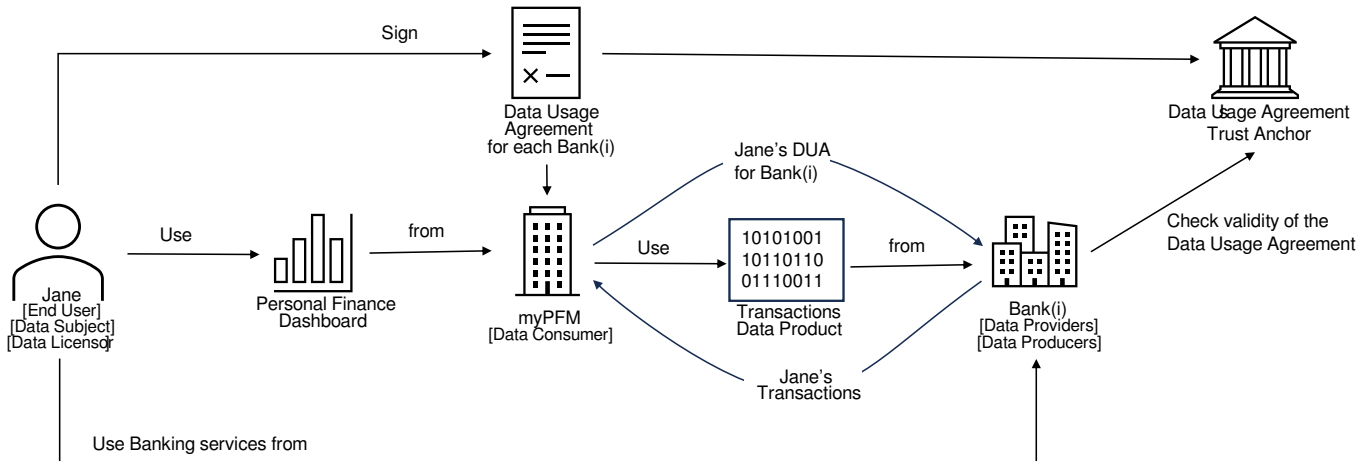 Sign
Data Usage
Agreement
for each Bank(i)
Data Usage Agreement
Trust Anchor
Jane's DUA
for Bank(i)
Check validity of the
Data Usage Agreement
Use
from
Use
10101001
10110110
01110011
from
Jane
[End User]
[Data Subject]
[Data Licensor]
Personal Finance
Dashboard
myPFM
[Data Consumer]
Transactions
Data Product
Bank(i)
[Data Providers]
[Data Producers]
Jane's
Transactions
Use Banking services from